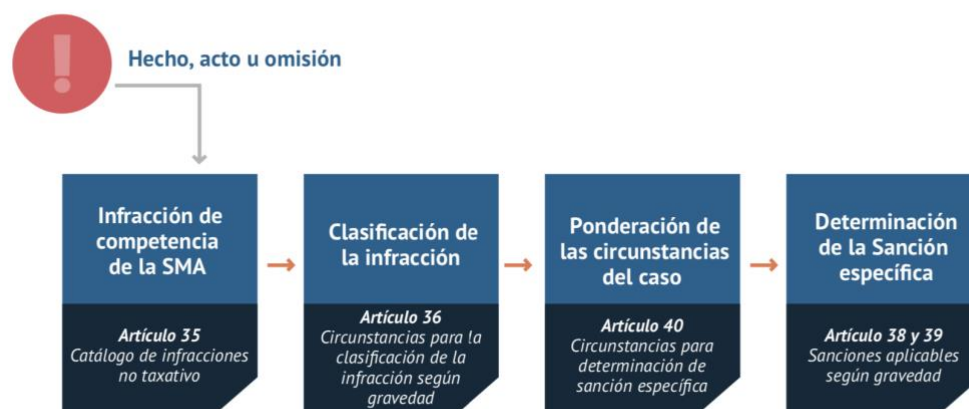 !
Hecho, acto u omisión
Infracción de
competencia
de la SMA
Artículo 35
Catálogo de infracciones
no taxativo
Clasificación de
la infracción
Artículo 36
Circunstancias para la
clasificación de la
infracción según
gravedad
Ponderación de
las circunstancias
del caso
Artículo 40
Circunstancias para
determinación de
sanción específica
Determinación
de la Sanción
específica
Artículo 38 y 39
Sanciones aplicables
según gravedad